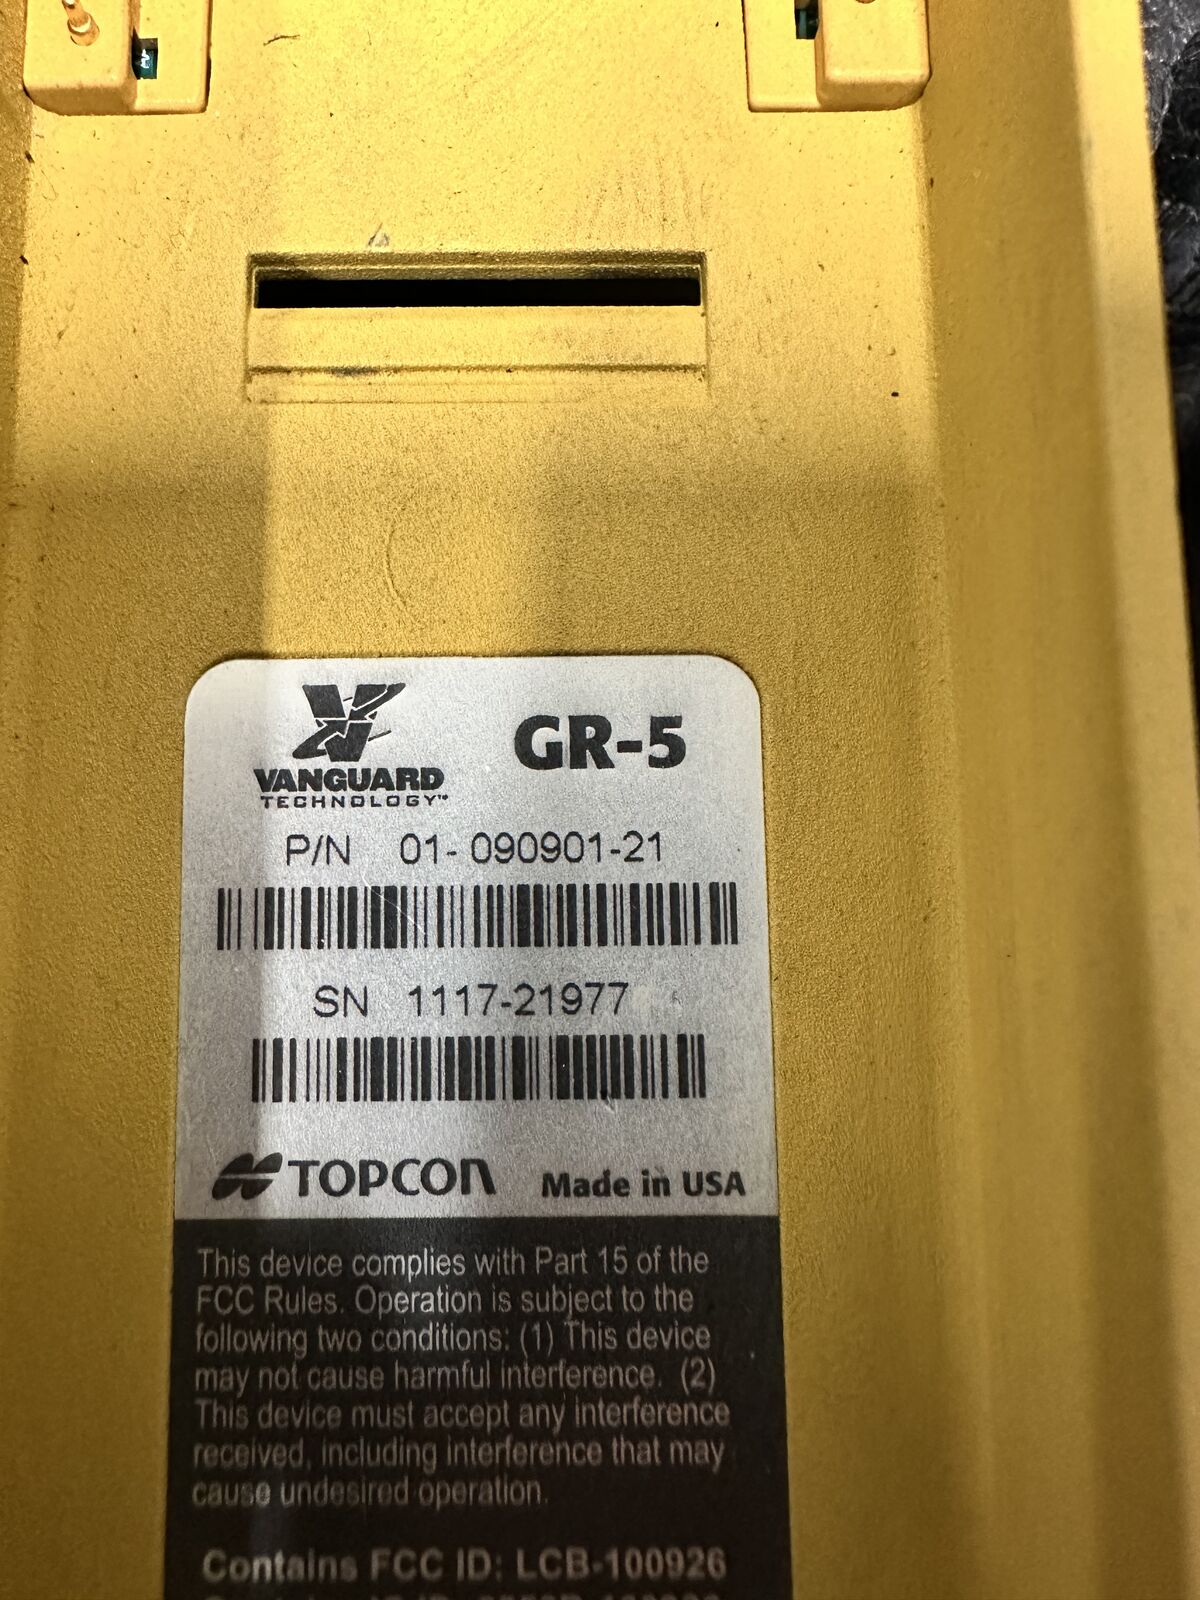 VANGUARD
TECHNOLOGY™
GR-5
P/N 01- 090901-21
SN 1117-21977
TOPCON Made in USA
This device complies with Part 15 of the
FCC Rules. Operation is subject to the
following two conditions: (1) This device
may not cause harmful interference. (2)
This device must accept any interference
received, including interference that may
cause undesired operation.
Contains FCC ID: LCB-100926